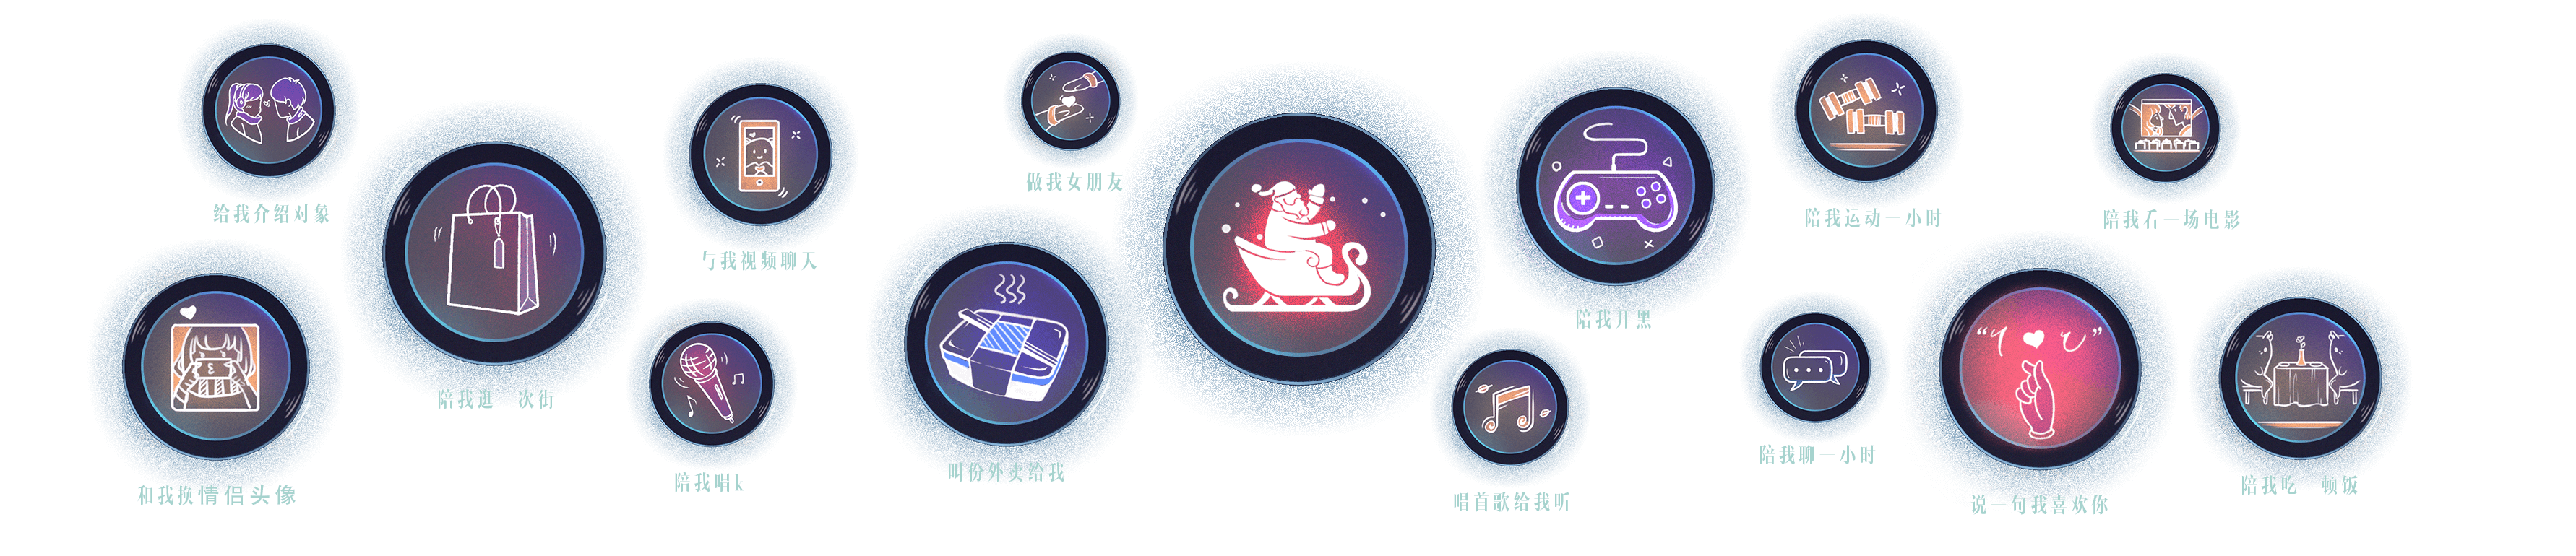 给我介绍对象
和我换情侣头像
陪我逛一次街
与我视频聊天
陪我唱k
做我女朋友
叫份外卖给我
陪我开黑
唱首歌给我听
陪我运动一小时
陪我聊一小时
陪我看一场电影
说一句我喜欢你
陪我吃一顿饭